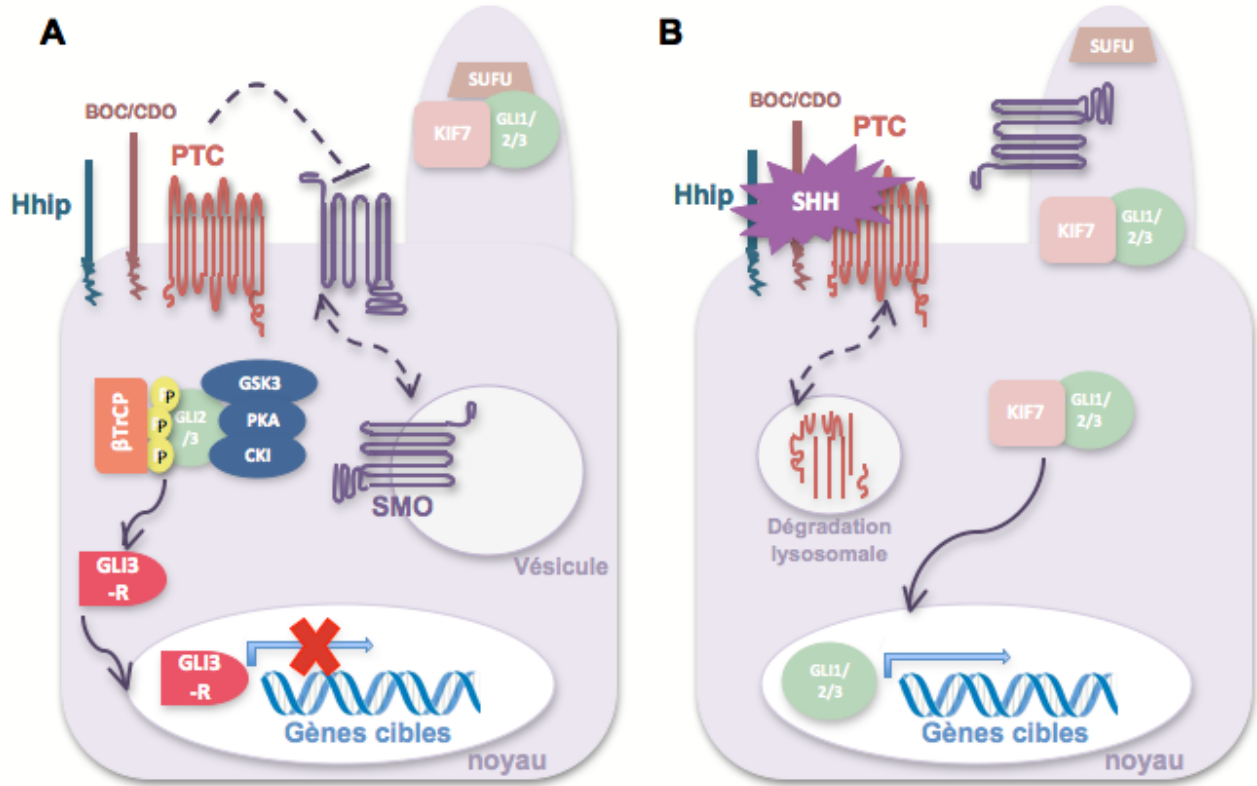 A
SUFU
BOC/CDO
KIF7
GLI1/
2/3
PTC
Hhip
GSK3
βTrCP
P
P
P
GLI2
/3
PKA
CKI
SMO
Vésicule
GLI3
-R
GLI3
-R
Gènes cibles
noyau
B
SUFU
BOC/CDO
PTC
Hhip
SHH
KIF7
GLI1/
2/3
KIF7
GLI1/
2/3
Dégradation
lysosomale
GLI1/
2/3
Gènes cibles
noyau